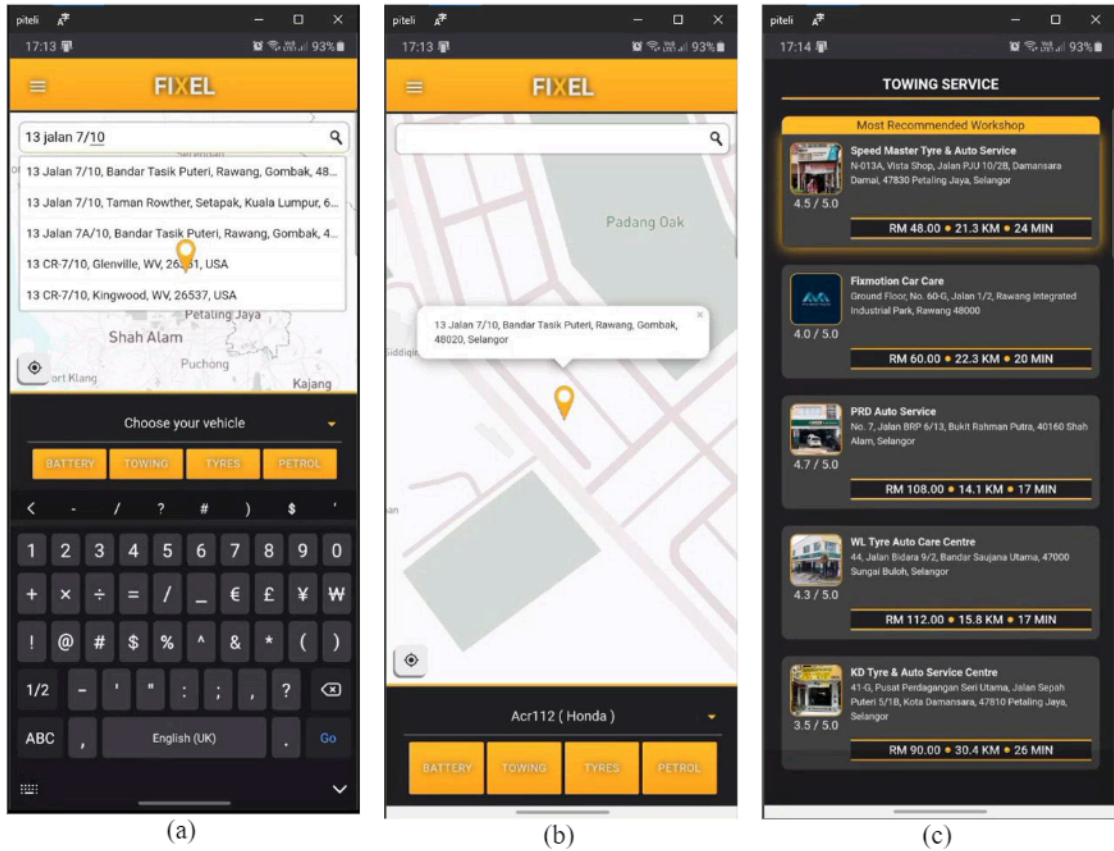 piteli
17:13
93%
FIXEL
13 jalan 7/10
13 Jalan 7/10, Bandar Tasik Puteri, Rawang, Gombak, 48...
13 Jalan 7/10, Taman Rowther, Setapak, Kuala Lumpur, 6...
13 Jalan 7A/10, Bandar Tasik Puteri, Rawang, Gombak, 4...
13 CR-7/10, Glenville, WV, 26351, USA
13 CR-7/10, Kingwood, WV, 26537, USA
Petaling Jaya
Shah Alam
Puchong
ort Klang
Kajang
Choose your vehicle
BATTERY TOWING TYRES PETROL
< - / ? # ) $ '
1 2 3 4 5 6 7 8 9 0
+ × ÷ = / _ € £ ¥ ₩
! @ # $ % ^ & * ( )
1/2 - ' " : ; , ?
ABC , English (UK) . Go
(a)
piteli
17:13
93%
FIXEL
Padang Oak
13 Jalan 7/10, Bandar Tasik Puteri, Rawang, Gombak,
48020, Selangor
Acr112 ( Honda )
BATTERY TOWING TYRES PETROL
(b)
piteli
17:14
93%
TOWING SERVICE
Most Recommended Workshop
Speed Master Tyre & Auto Service
N-013A, Vista Shop, Jalan PJU 10/2B, Damansara
Damai, 47830 Petaling Jaya, Selangor
4.5 / 5.0
RM 48.00 • 21.3 KM • 24 MIN
Fixmotion Car Care
Ground Floor, No. 60-G, Jalan 1/2, Rawang Integrated
Industrial Park, Rawang 48000
4.0 / 5.0
RM 60.00 • 22.3 KM • 20 MIN
PRD Auto Service
No. 7, Jalan BRP 6/13, Bukit Rahman Putra, 40160 Shah
Alam, Selangor
4.7 / 5.0
RM 108.00 • 14.1 KM • 17 MIN
WL Tyre Auto Care Centre
44, Jalan Bidara 9/2, Bandar Saujana Utama, 47000
Sungai Buloh, Selangor
4.3 / 5.0
RM 112.00 • 15.8 KM • 17 MIN
KD Tyre & Auto Service Centre
41-G, Pusat Perdagangan Seri Utama, Jalan Sepah
Puteri 5/1B, Kota Damansara, 47810 Petaling Jaya,
Selangor
3.5 / 5.0
RM 90.00 • 30.4 KM • 26 MIN
(c)